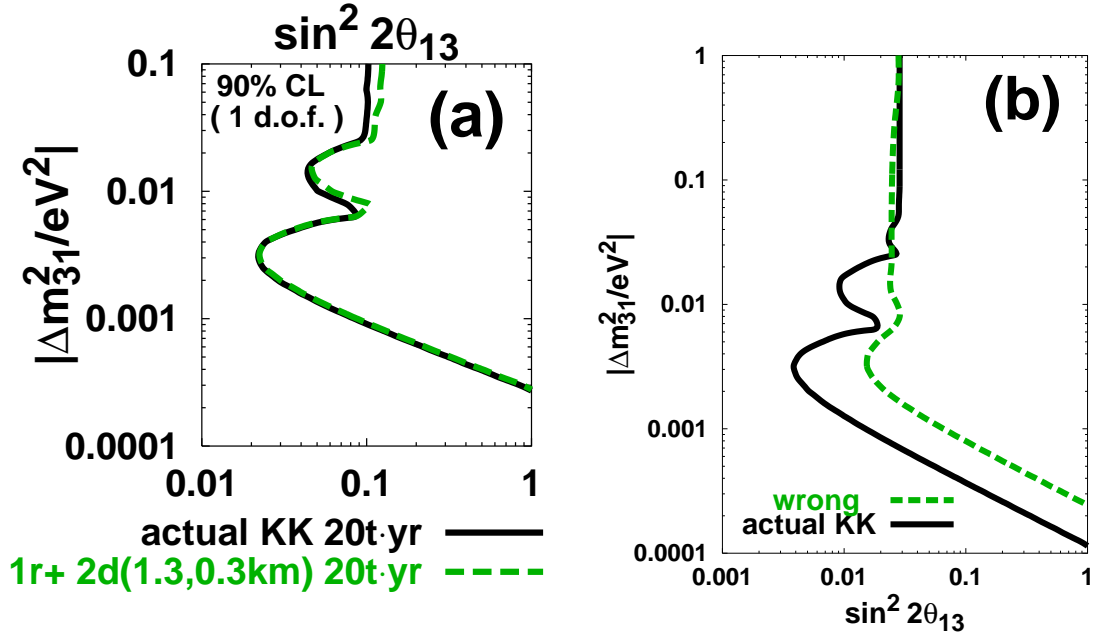 sin² 2θ₁₃
90% CL
( 1 d.o.f. )
(a)
|Δm²₃₁/eV²|
0.1
0.01
0.001
0.0001
0.01 0.1 1
actual KK 20t·yr
1r+ 2d(1.3,0.3km) 20t·yr
(b)
|Δm²₃₁/eV²|
1
0.1
0.01
0.001
0.0001
wrong
actual KK
0.001 0.01 0.1 1
sin² 2θ₁₃